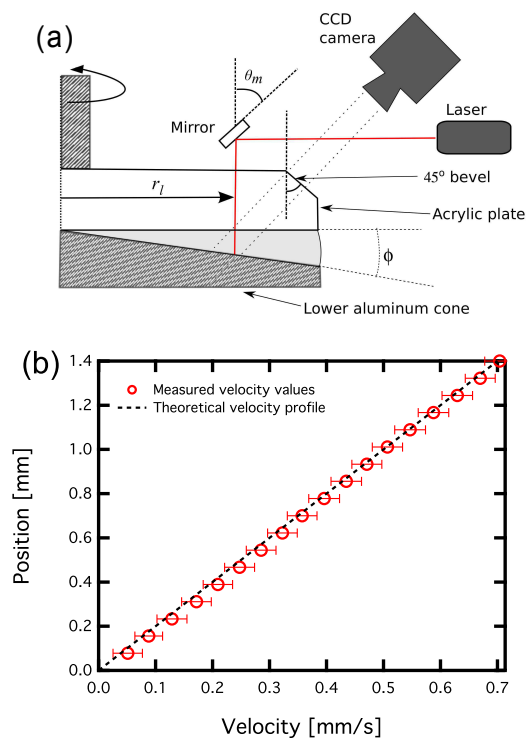 (a)
CCD
camera
θm
Laser
Mirror
45° bevel
rl
Acrylic plate
ϕ
Lower aluminum cone
(b)
1.4
1.2
1.0
0.8
0.6
0.4
0.2
0.0
Position [mm]
Measured velocity values
Theoretical velocity profile
0.0 0.1 0.2 0.3 0.4 0.5 0.6 0.7
Velocity [mm/s]